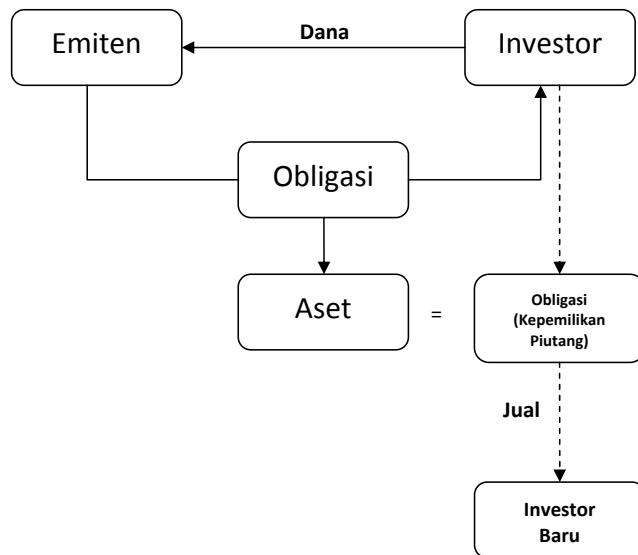 Emiten
Dana
Investor
Obligasi
Aset
=
Obligasi
(Kepemilikan
Piutang)
Jual
Investor
Baru